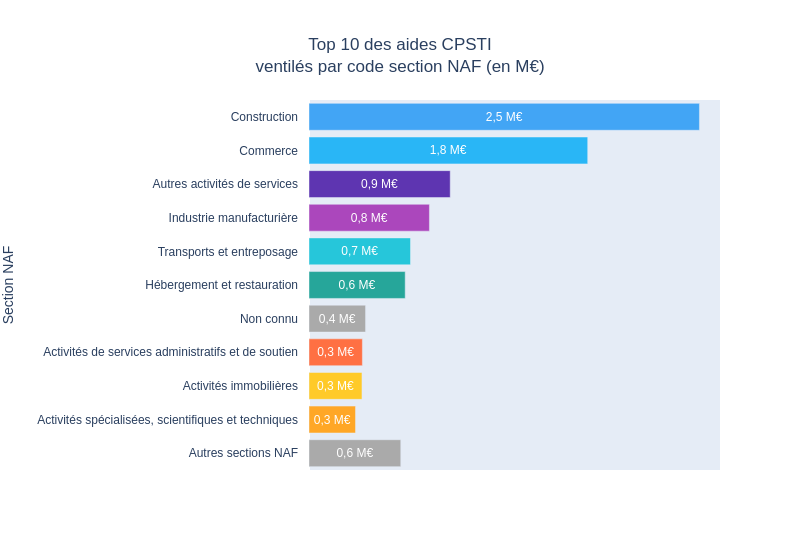 Top 10 des aides CPSTI
ventilés par code section NAF (en M€)
Section NAF
Construction 2,5 M€
Commerce 1,8 M€
Autres activités de services 0,9 M€
Industrie manufacturière 0,8 M€
Transports et entreposage 0,7 M€
Hébergement et restauration 0,6 M€
Non connu 0,4 M€
Activités de services administratifs et de soutien 0,3 M€
Activités immobilières 0,3 M€
Activités spécialisées, scientifiques et techniques 0,3 M€
Autres sections NAF 0,6 M€